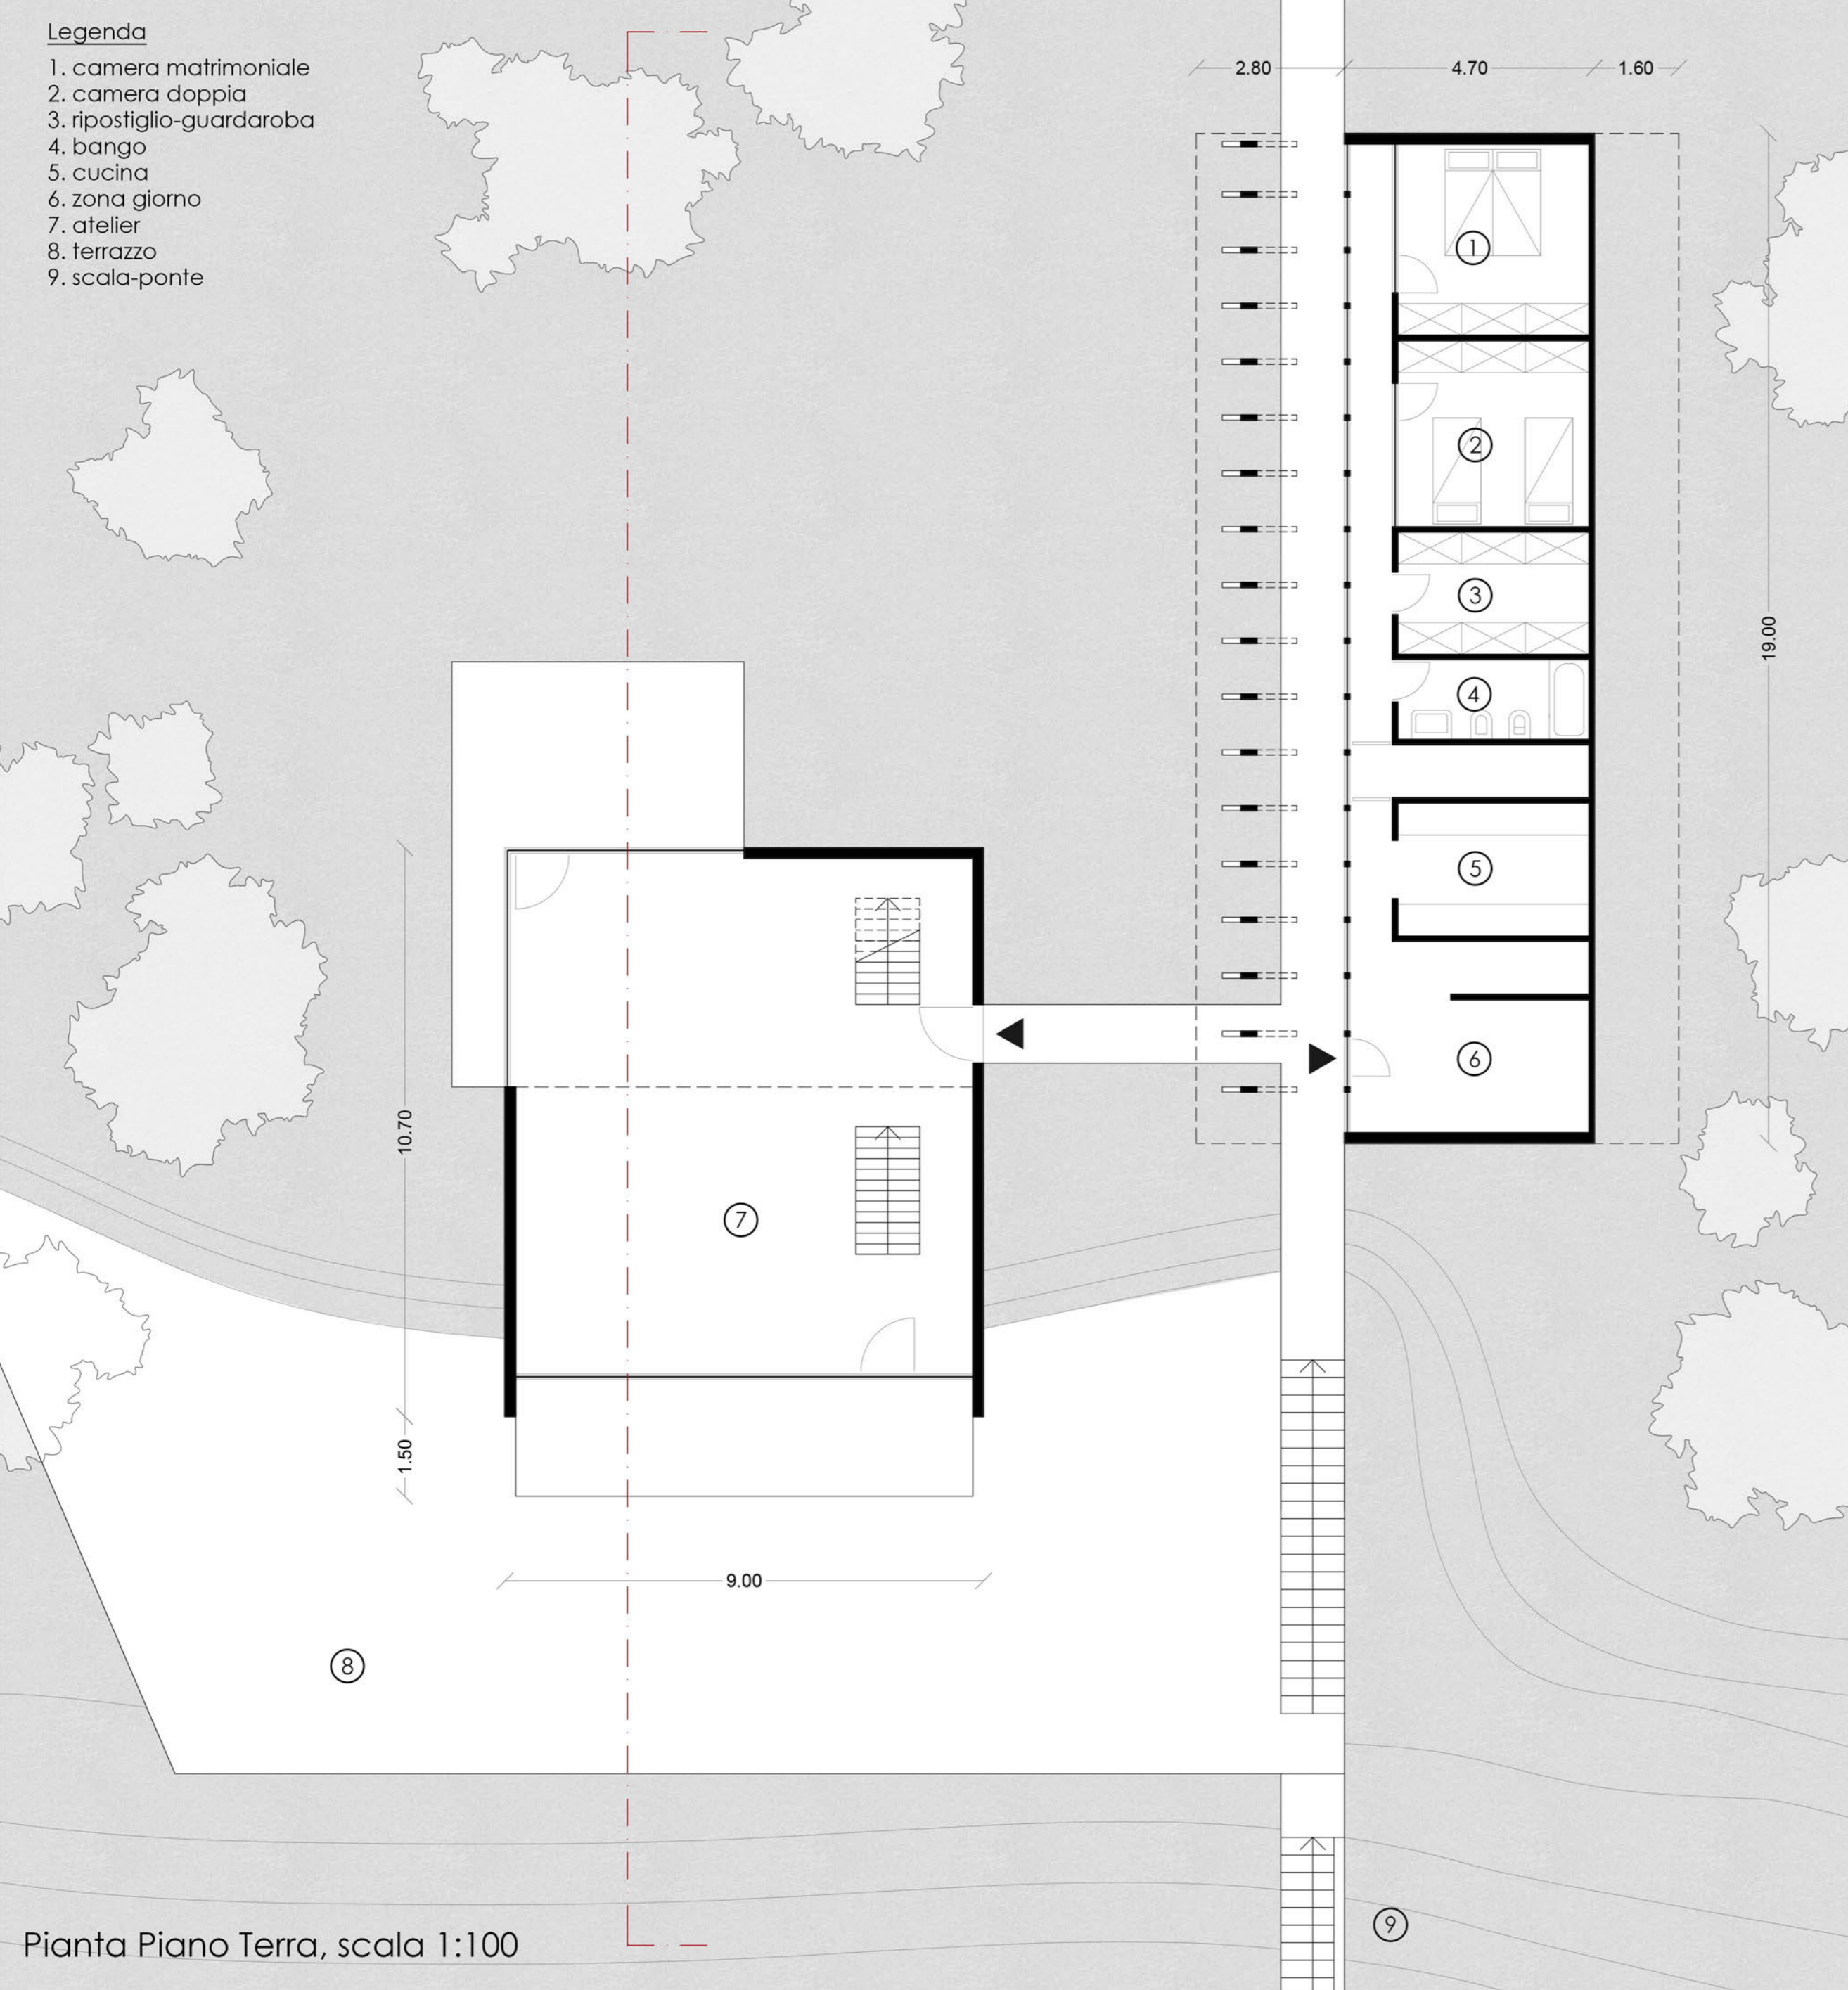 Legenda
1. camera matrimoniale
2. camera doppia
3. ripostiglio-guardaroba
4. bango
5. cucina
6. zona giorno
7. atelier
8. terrazzo
9. scala-ponte
2.80 4.70 1.60
1
2
3
19.00
4
5
6
10.70
7
1.50
9.00
8
9
Pianta Piano Terra, scala 1:100